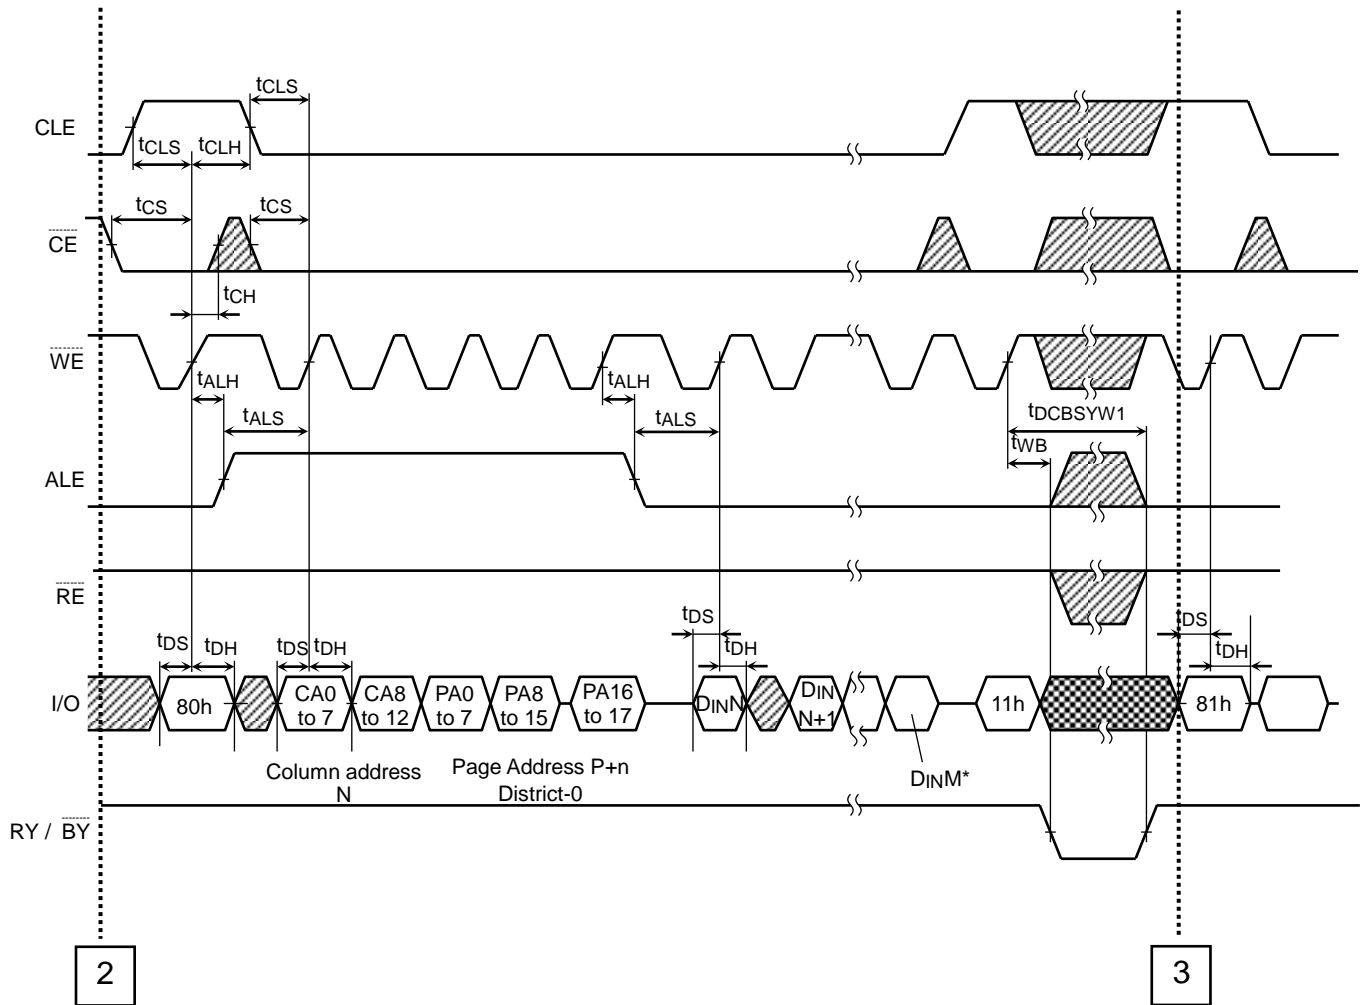 tCLS
CLE
tCLS
tCLH
tCS
tCS
CE
tCH
WE
tALH
tALH
tALS
tALS
tDCBSYW1
tWB
ALE
RE
tDS
tDH
tDS
tDH
tDS
tDH
tDS
tDH
I/O
80h
CA0
to 7
CA8
to 12
PA0
to 7
PA8
to 15
PA16
to 17
DINN
DIN
N+1
11h
81h
Column address
N
Page Address P+n
District-0
DINM*
RY / BY
2
3